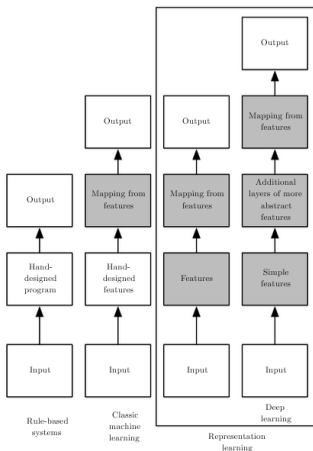 Output
Output
Output
Mapping from
features
Output
Mapping from
features
Mapping from
features
Additional
layers of more
abstract
features
Hand-
designed
program
Hand-
designed
features
Features
Simple
features
Input
Input
Input
Input
Rule-based
systems
Classic
machine
learning
Deep
learning
Representation
learning